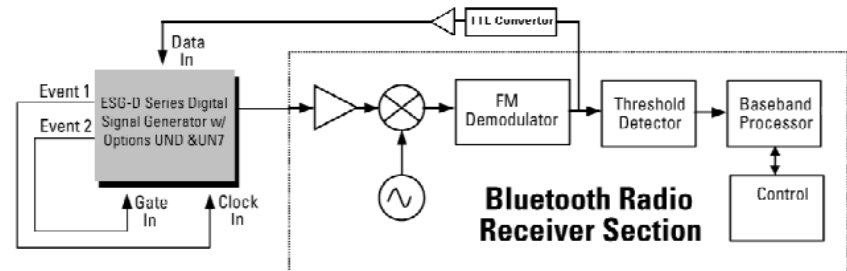 TTL Convertor
Data
In
Event 1
ESG-D Series Digital
Signal Generator w/
Options UND &UN7
Event 2
FM
Demodulator
Threshold
Detector
Baseband
Processor
Gate
In
Clock
In
Bluetooth Radio
Receiver Section
Control